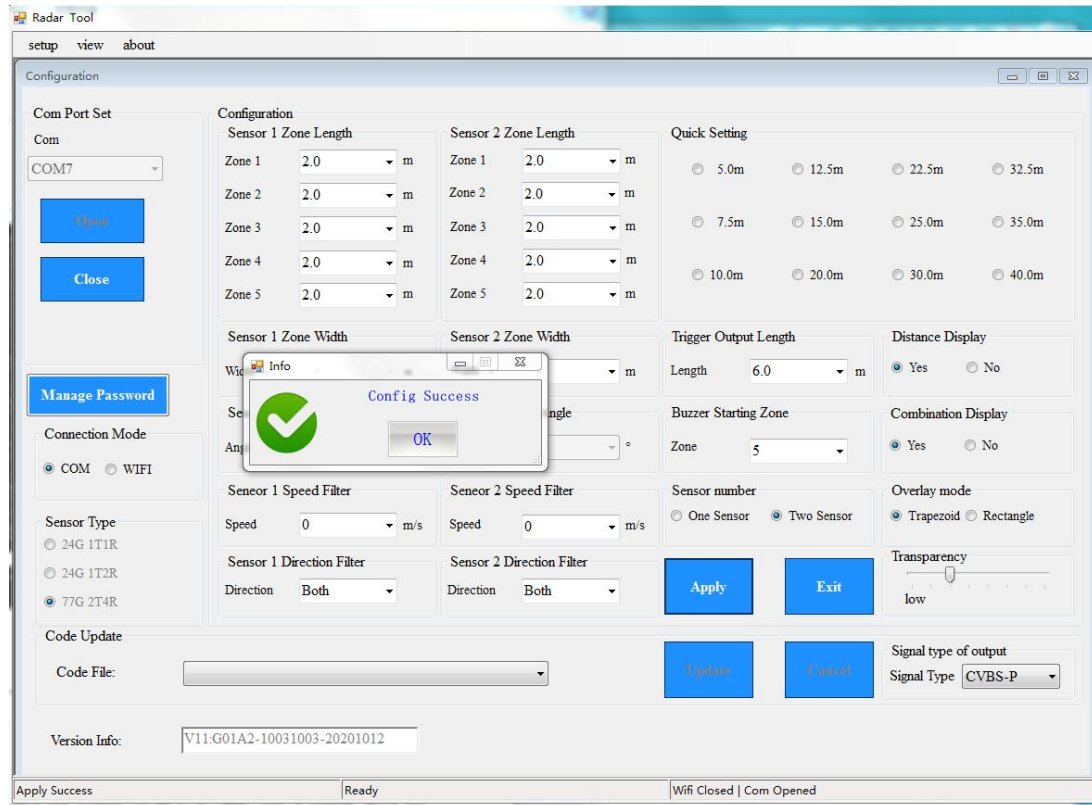 Radar Tool
setup view about
Configuration
Com Port Set
Com
COM7
Open
Close
Manage Password
Connection Mode
COM WIFI
Sensor Type
24G 1T1R
24G 1T2R
77G 2T4R
Configuration
Sensor 1 Zone Length
Zone 1 2.0 m
Zone 2 2.0 m
Zone 3 2.0 m
Zone 4 2.0 m
Zone 5 2.0 m
Sensor 2 Zone Length
Zone 1 2.0 m
Zone 2 2.0 m
Zone 3 2.0 m
Zone 4 2.0 m
Zone 5 2.0 m
Quick Setting
5.0m 12.5m 22.5m 32.5m
7.5m 15.0m 25.0m 35.0m
10.0m 20.0m 30.0m 40.0m
Sensor 1 Zone Width
Sensor 2 Zone Width
m
°
Info
Config Success
OK
Trigger Output Length
Length 6.0 m
Distance Display
Yes No
Buzzer Starting Zone
Zone 5
Combination Display
Yes No
Seneor 1 Speed Filter
Speed 0 m/s
Seneor 2 Speed Filter
Speed 0 m/s
Sensor number
One Sensor Two Sensor
Overlay mode
Trapezoid Rectangle
Sensor 1 Direction Filter
Direction Both
Sensor 2 Direction Filter
Direction Both
Apply Exit
Transparency
low
Code Update
Code File:
Update Cancel
Signal type of output
Signal Type CVBS-P
Version Info: V11:G01A2-10031003-20201012
Apply Success Ready Wifi Closed | Com Opened